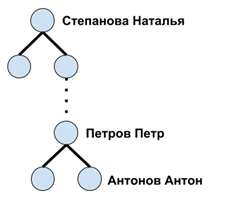 Степанова Наталья
Петров Петр
Антонов Антон